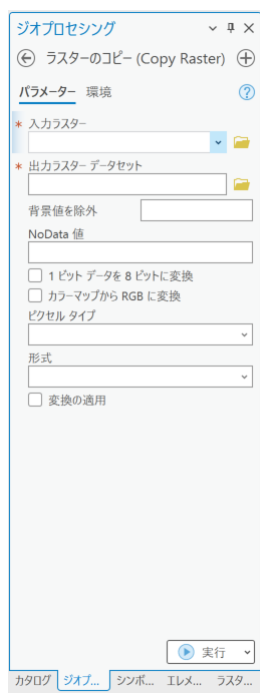 ジオプロセシング
ラスターのコピー (Copy Raster)
パラメーター 環境
* 入力ラスター
* 出力ラスター データセット
背景値を除外
NoData 値
1 ビット データを 8 ビットに変換
カラーマップから RGB に変換
ピクセル タイプ
形式
変換の適用
実行
カタログ ジオプ... シンボ... エレメ... ラスタ...